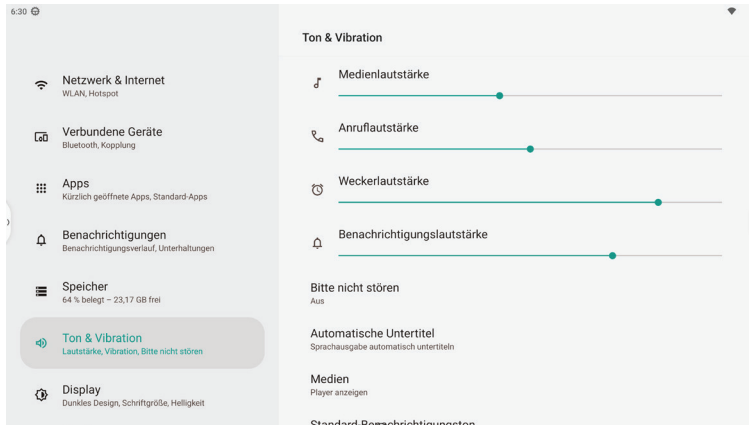 6:30
Ton & Vibration
Netzwerk & Internet
WLAN, Hotspot
Verbundene Geräte
Bluetooth, Kopplung
Apps
Kürzlich geöffnete Apps, Standard-Apps
Benachrichtigungen
Benachrichtigungsverlauf, Unterhaltungen
Speicher
64 % belegt – 23,17 GB frei
Ton & Vibration
Lautstärke, Vibration, Bitte nicht stören
Display
Dunkles Design, Schriftgröße, Helligkeit
Medienlautstärke
Anruflautstärke
Weckerlautstärke
Benachrichtigungslautstärke
Bitte nicht stören
Aus
Automatische Untertitel
Sprachausgabe automatisch untertiteln
Medien
Player anzeigen
Standard-Benachrichtigungston